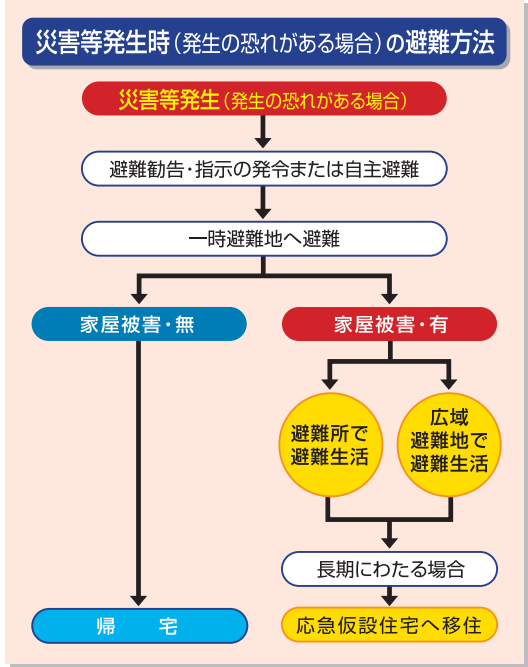 災害等発生時（発生の恐れがある場合）の避難方法
災害等発生（発生の恐れがある場合）
避難勧告・指示の発令または自主避難
一時避難地へ避難
家屋被害・無
家屋被害・有
避難所で
避難生活
広域
避難地で
避難生活
長期にわたる場合
帰　宅
応急仮設住宅へ移住